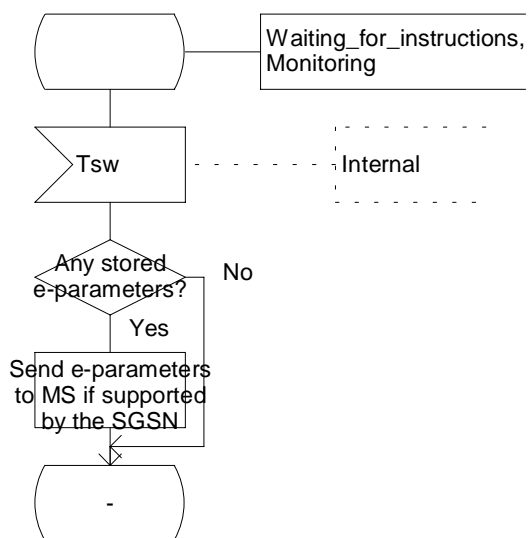 Waiting_for_instructions,
Monitoring
Tsw
Internal
Any stored
e-parameters?
No
Yes
Send e-parameters
to MS if supported
by the SGSN
-